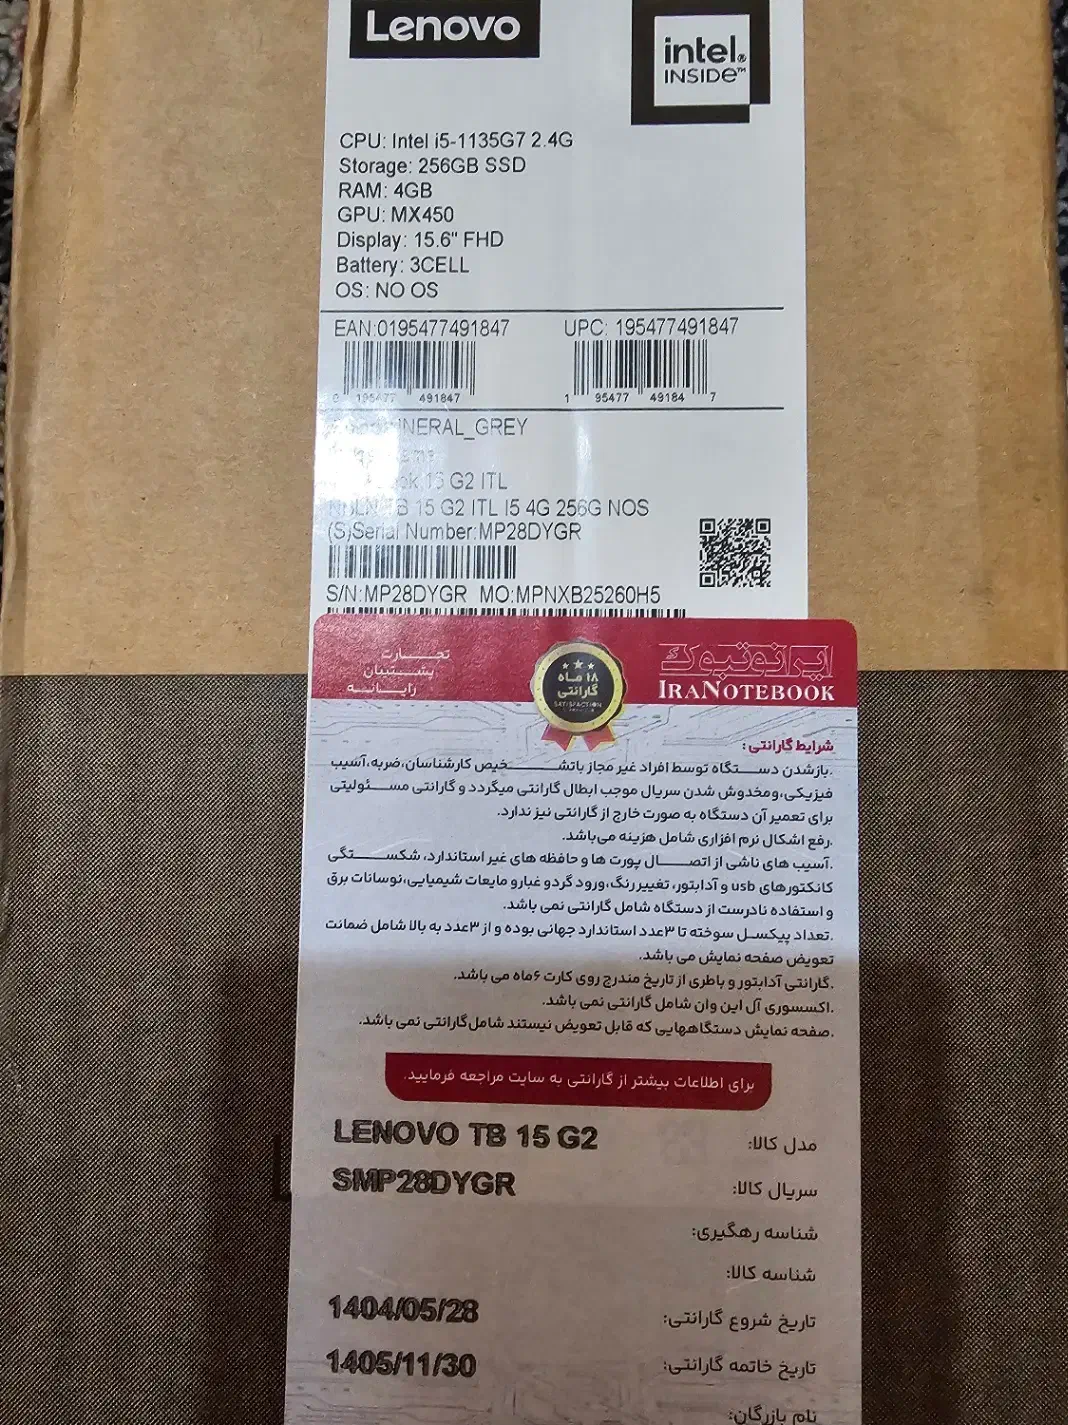 Lenovo
intel®
INSIDE™
CPU: Intel i5-1135G7 2.4G
Storage: 256GB SSD
RAM: 4GB
GPU: MX450
Display: 15.6" FHD
Battery: 3CELL
OS: NO OS
EAN:0195477491847 UPC: 195477491847
0 195477 491847 1 95477 49184 7
MINERAL_GREY
15 G2 ITL
TB 15 G2 ITL I5 4G 256G NOS
(S)Serial Number:MP28DYGR
S/N:MP28DYGR MO:MPNXB25260H5
تجارت
پشتیبان
رایانه
۱۸ ماه
گارانتی
SATISFACTION
ایران‌نوتبوک
IRANOTEBOOK
شرایط گارانتی:
.بازشدن دستگاه توسط افراد غیر مجاز باتشخیص کارشناسان،ضربه،آسیب
فیزیکی،ومخدوش شدن سریال موجب ابطال گارانتی میگردد و گارانتی مسئولیتی
برای تعمیر آن دستگاه به صورت خارج از گارانتی نیز ندارد.
.رفع اشکال نرم افزاری شامل هزینه می‌باشد.
.آسیب های ناشی از اتصال پورت ها و حافظه های غیر استاندارد، شکستگی
کانکتورهای usb و آدابتور، تغییر رنگ،ورود گردو غبارو مایعات شیمیایی،نوسانات برق
و استفاده نادرست از دستگاه شامل گارانتی نمی باشد.
.تعداد پیکسل سوخته تا ۳عدد استاندارد جهانی بوده و از ۳عدد به بالا شامل ضمانت
تعویض صفحه نمایش می باشد.
.گارانتی آدابتور و باطری از تاریخ مندرج روی کارت ۶ماه می باشد.
.اکسسوری آل این وان شامل گارانتی نمی باشد.
.صفحه نمایش دستگاههایی که قابل تعویض نیستند شامل گارانتی نمی باشد.
برای اطلاعات بیشتر از گارانتی به سایت مراجعه فرمایید.
مدل کالا: LENOVO TB 15 G2
سریال کالا: SMP28DYGR
شناسه رهگیری:
شناسه کالا:
تاریخ شروع گارانتی: 1404/05/28
تاریخ خاتمه گارانتی: 1405/11/30
نام بازرگان: